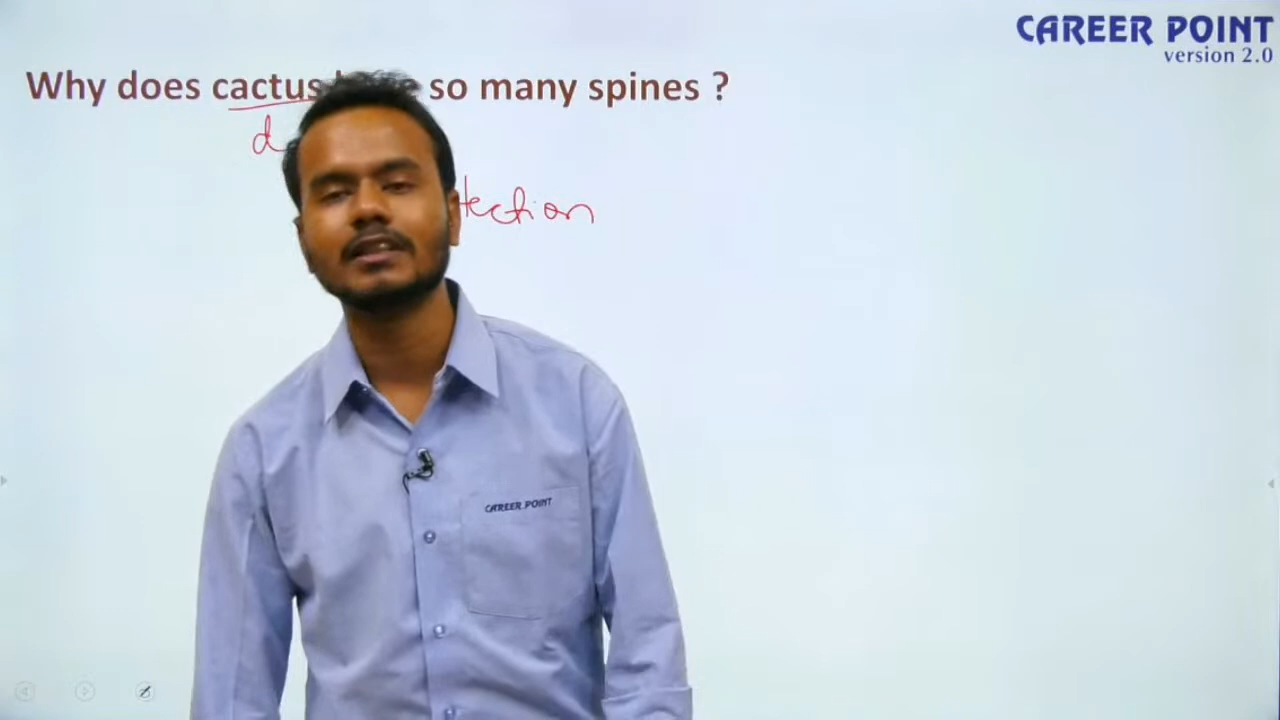 CAREER POINT
version 2.0
Why does cactus so many spines ?
d
tection
CAREER POINT